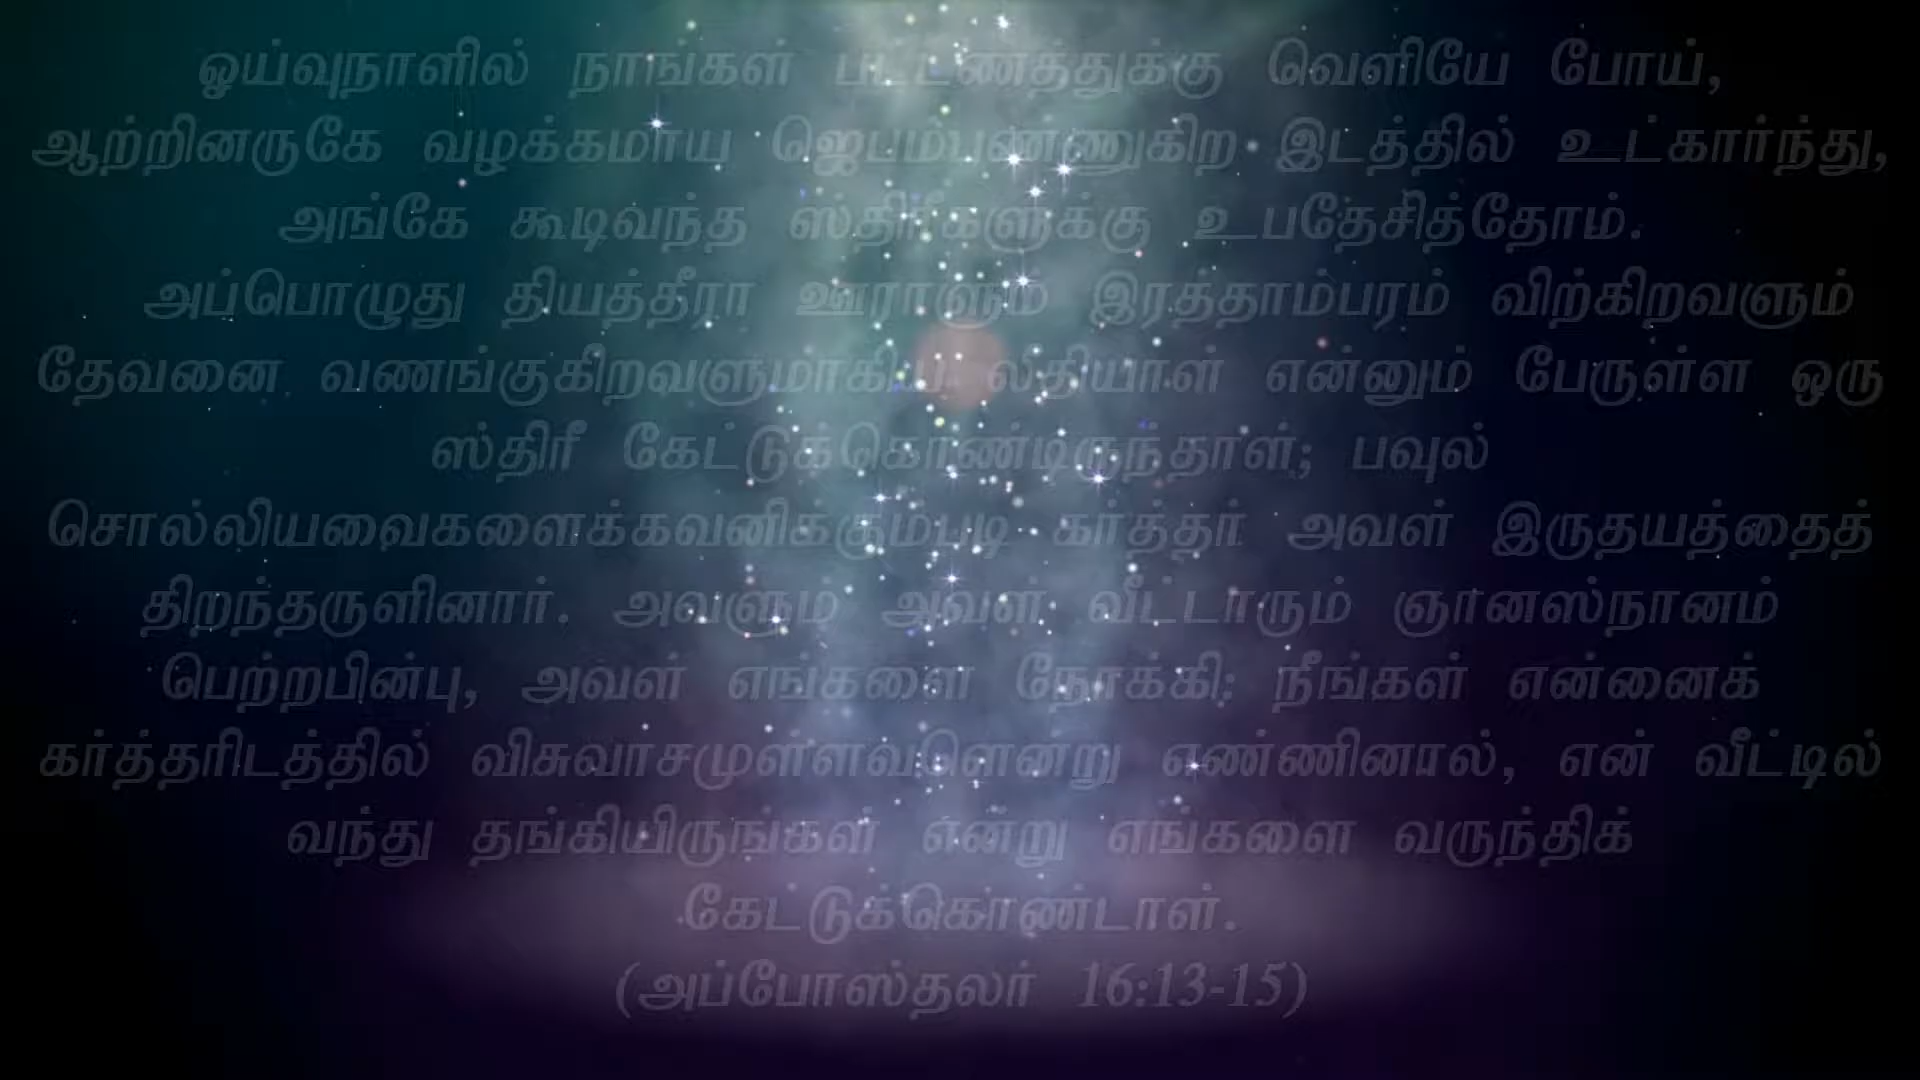 ஓய்வுநாளில் நாங்கள் பட்டணத்துக்கு வெளியே போய்,
ஆற்றினருகே வழக்கமாய் ஜெபம்பண்ணுகிற இடத்தில் உட்கார்ந்து,
அங்கே கூடிவந்த ஸ்திரீகளுக்கு உபதேசித்தோம்.
அப்பொழுது தியத்தீரா ஊராளும் இரத்தாம்பரம் விற்கிறவளும்
தேவனை வணங்குகிறவளுமாகிய லீதியாள் என்னும் பேருள்ள ஒரு
ஸ்திரீ கேட்டுக்கொண்டிருந்தாள்; பவுல்
சொல்லியவைகளைக்கவனிக்கும்படி கர்த்தர் அவள் இருதயத்தைத்
திறந்தருளினார். அவளும் அவள் வீட்டாரும் ஞானஸ்நானம்
பெற்றபின்பு, அவள் எங்களை நோக்கி: நீங்கள் என்னைக்
கர்த்தரிடத்தில் விசுவாசமுள்ளவளென்று எண்ணினால், என் வீட்டில்
வந்து தங்கியிருங்கள் என்று எங்களை வருந்திக்
கேட்டுக்கொண்டாள்.
(அப்போஸ்தலர் 16:13-15)